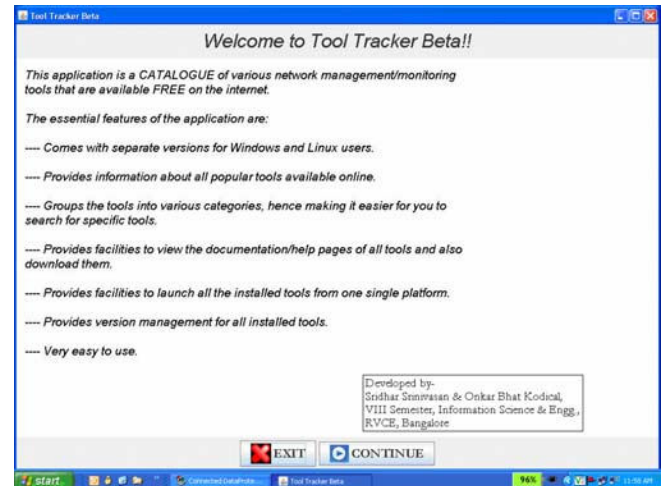 Tool Tracker Beta
Welcome to Tool Tracker Beta!!
This application is a CATALOGUE of various network management/monitoring
tools that are available FREE on the internet.
The essential features of the application are:
---- Comes with separate versions for Windows and Linux users.
---- Provides information about all popular tools available online.
---- Groups the tools into various categories, hence making it easier for you to
search for specific tools.
---- Provides facilities to view the documentation/help pages of all tools and also
download them.
---- Provides facilities to launch all the installed tools from one single platform.
---- Provides version management for all installed tools.
---- Very easy to use.
Developed by-
Sridhar Srinivasan & Onkar Bhat Kodical,
VIII Semester, Information Science & Engg.,
RVCE, Bangalore
EXIT CONTINUE
start Connected DataProte... Tool Tracker Beta 96% 11:58 AM